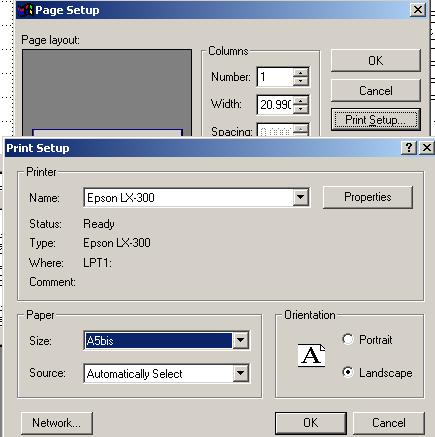 Page Setup
Page layout:
Columns
Number: 1
Width: 20.990
Spacing: 0.0000
OK
Cancel
Print Setup...
Print Setup
Printer
Name: Epson LX-300
Properties
Status: Ready
Type: Epson LX-300
Where: LPT1:
Comment:
Paper
Size: A5bis
Source: Automatically Select
Orientation
A
Portrait
Landscape
Network...
OK
Cancel